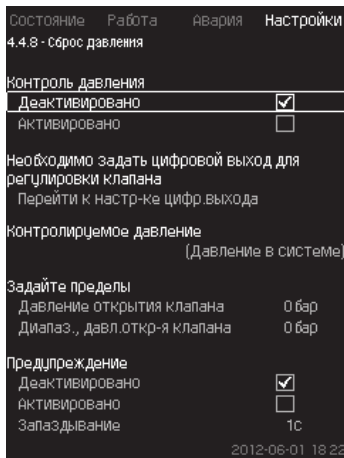 Состояние Работа Авария Настройки
4.4.8 - Сброс давления
Контроль давления
Деактивировано
Активировано
Необходимо задать цифровой выход для
регулировки клапана
Перейти к настр-ке цифр.выхода
Контролируемое давление
(Давление в системе)
Задайте пределы
Давление открытия клапана 0 бар
Диапаз., давл.откр-я клапана 0 бар
Предупреждение
Деактивировано
Активировано
Запаздывание 1с
2012-06-01 18:22